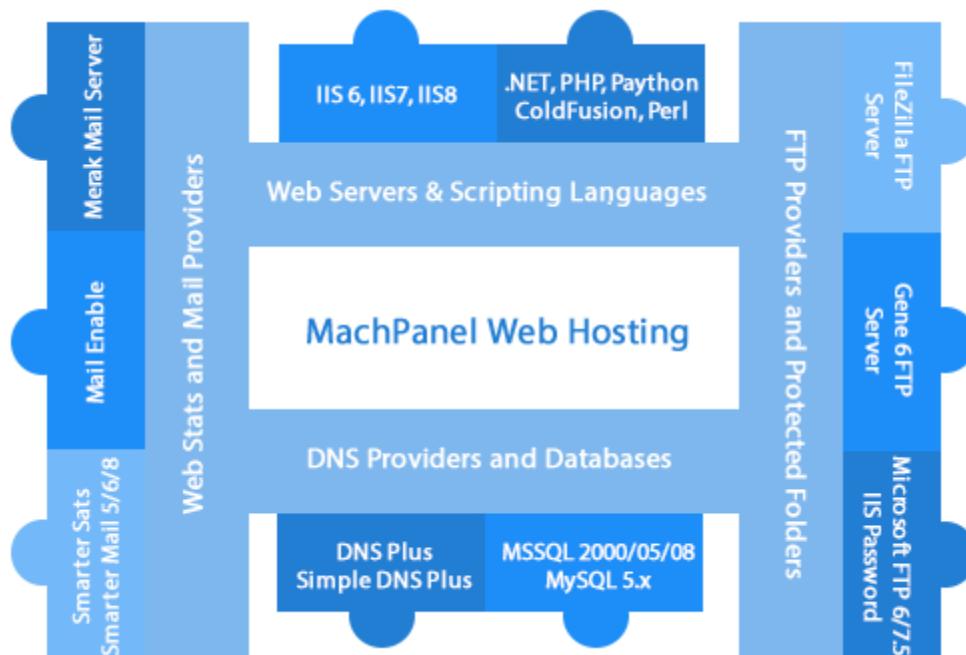 Merak Mail Server
Mail Enable
Smarter Sats
Smarter Mail 5/6/8
Web Stats and Mail Providers
IIS 6, IIS7, IIS8
.NET, PHP, Paython
ColdFusion, Perl
Web Servers & Scripting Languages
MachPanel Web Hosting
DNS Providers and Databases
DNS Plus
Simple DNS Plus
MSSQL 2000/05/08
MySQL 5.x
FTP Providers and Protected Folders
FileZilla FTP
Server
Gene 6 FTP
Server
Microsoft FTP 6/7.5
IIS Password